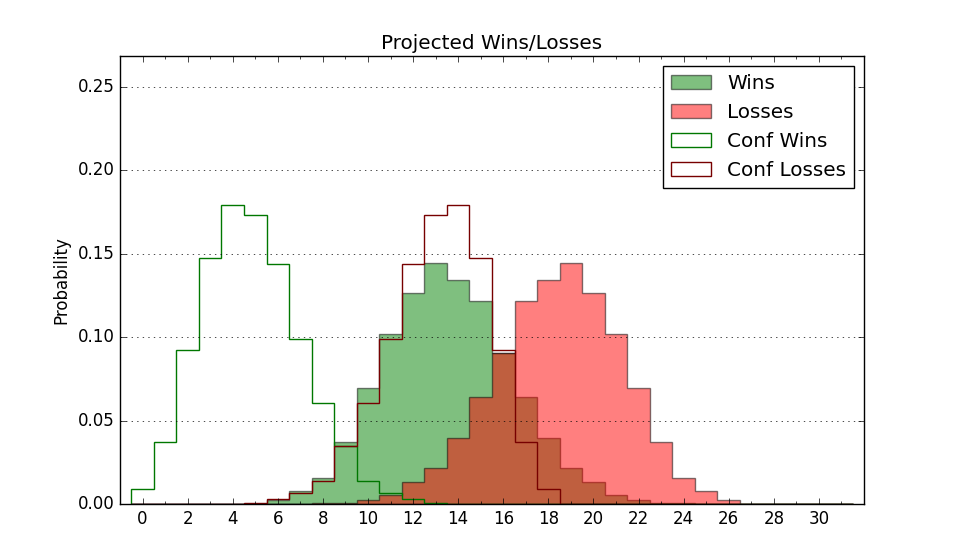 Projected Wins/Losses
Probability
0.25
0.20
0.15
0.10
0.05
0.00
0 2 4 6 8 10 12 14 16 18 20 22 24 26 28 30
Wins
Losses
Conf Wins
Conf Losses